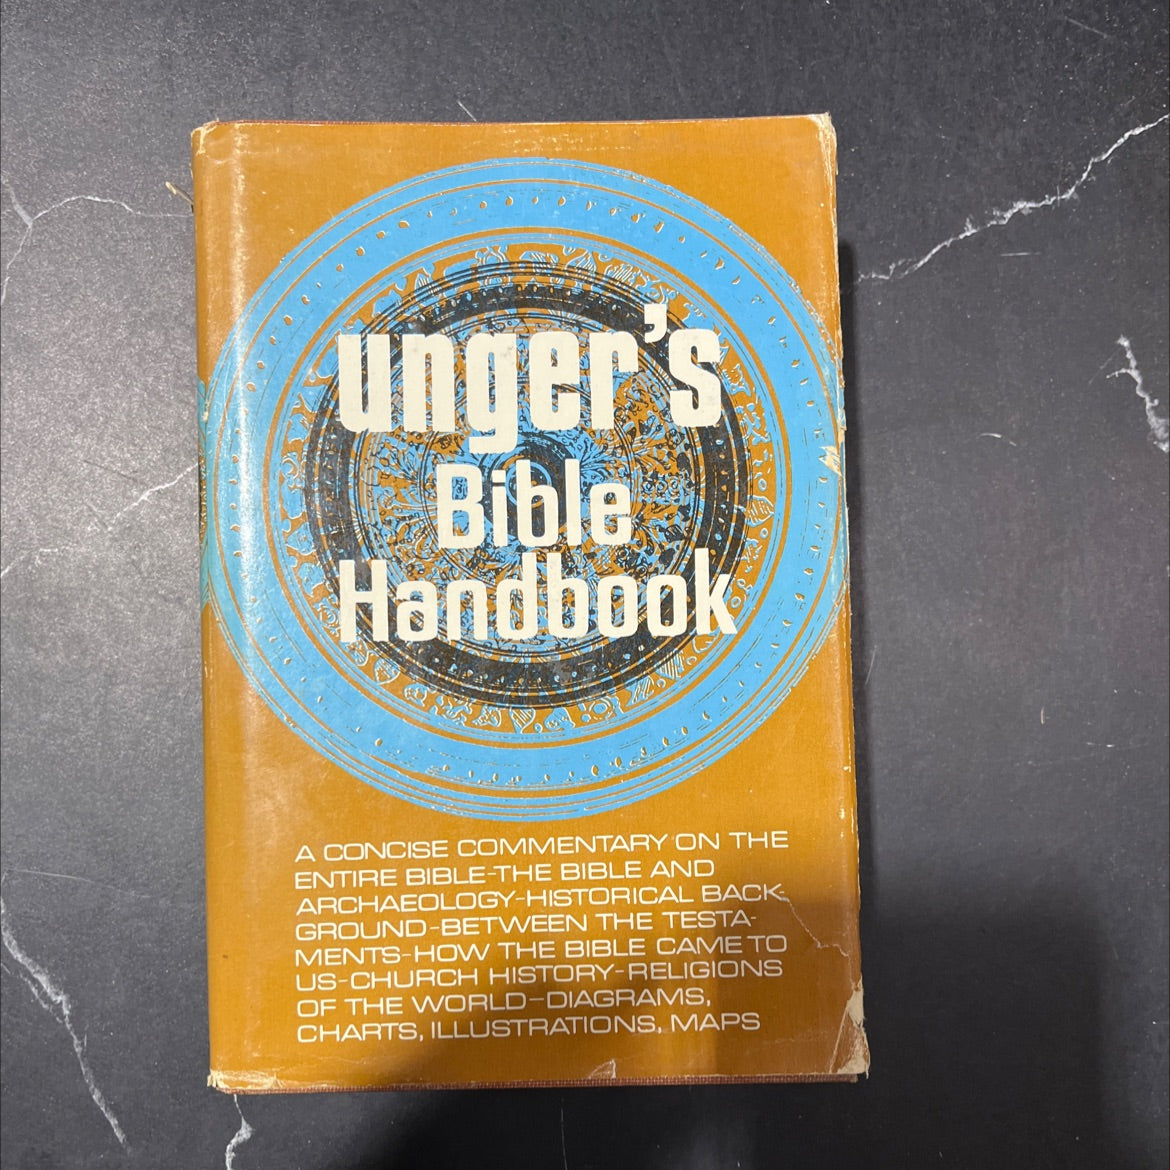 unger's
Bible
Handbook
A CONCISE COMMENTARY ON THE
ENTIRE BIBLE-THE BIBLE AND
ARCHAEOLOGY-HISTORICAL BACK-
GROUND-BETWEEN THE TESTA-
MENTS-HOW THE BIBLE CAME TO
US-CHURCH HISTORY-RELIGIONS
OF THE WORLD-DIAGRAMS,
CHARTS, ILLUSTRATIONS, MAPS